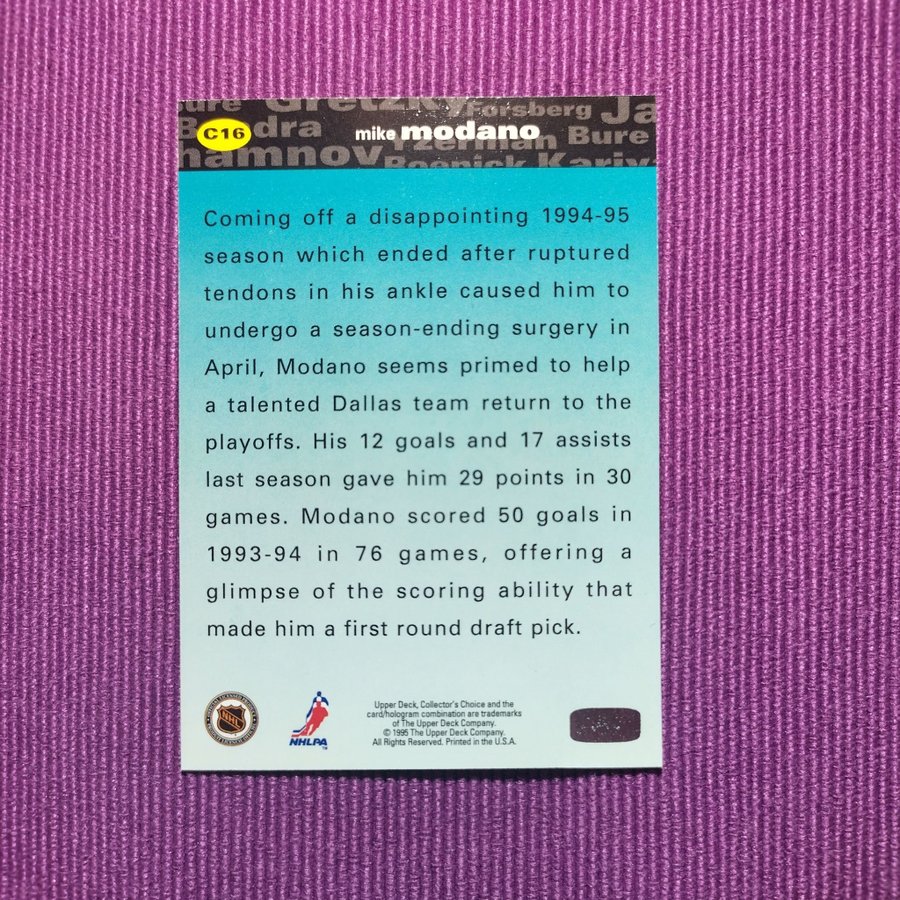 ure Gretzky Forsberg Ja
C16
B dra mike modano Bure
Yzerman
hamnov Roenick Kariy
Coming off a disappointing 1994-95
season which ended after ruptured
tendons in his ankle caused him to
undergo a season-ending surgery in
April, Modano seems primed to help
a talented Dallas team return to the
playoffs. His 12 goals and 17 assists
last season gave him 29 points in 30
games. Modano scored 50 goals in
1993-94 in 76 games, offering a
glimpse of the scoring ability that
made him a first round draft pick.
NHL
NHLPA
Upper Deck, Collector's Choice and the
card/hologram combination are trademarks
of The Upper Deck Company.
© 1995 The Upper Deck Company.
All Rights Reserved. Printed in the U.S.A.